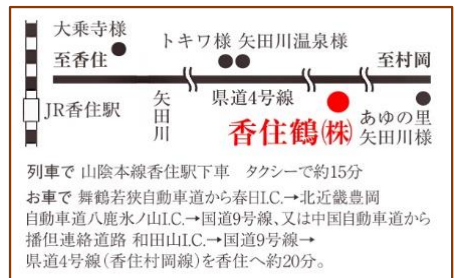 大乗寺様
トキワ様 矢田川温泉様
至香住
至村岡
JR香住駅
矢田川
県道4号線
香住鶴㈱
あゆの里
矢田川様
列車で 山陰本線香住駅下車　タクシーで約15分
お車で 舞鶴若狭自動車道から春日I.C.→北近畿豊岡
自動車道八鹿氷ノ山I.C.→国道9号線、又は中国自動車道から
播但連絡道路 和田山I.C.→国道9号線→
県道4号線(香住村岡線)を香住へ約20分。